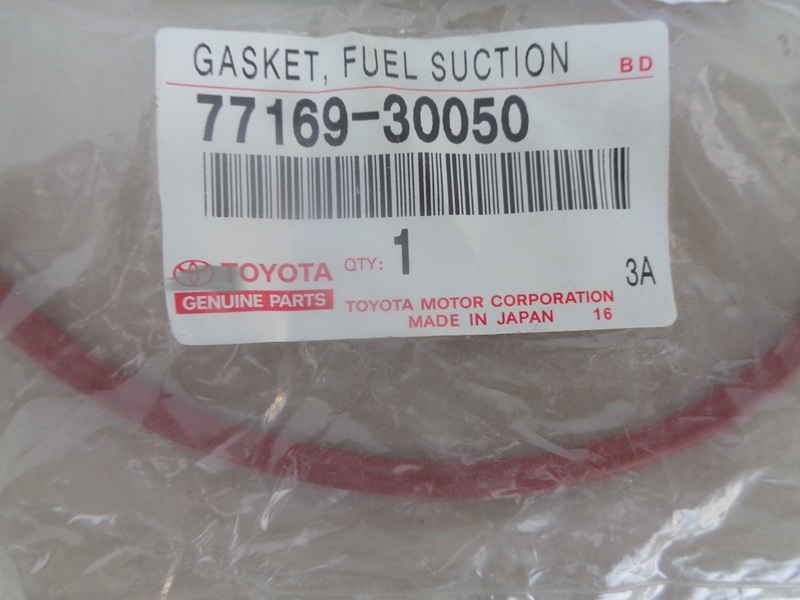 GASKET, FUEL SUCTION BD
77169-30050
QTY: 1
TOYOTA
3A
GENUINE PARTS
TOYOTA MOTOR CORPORATION
MADE IN JAPAN 16